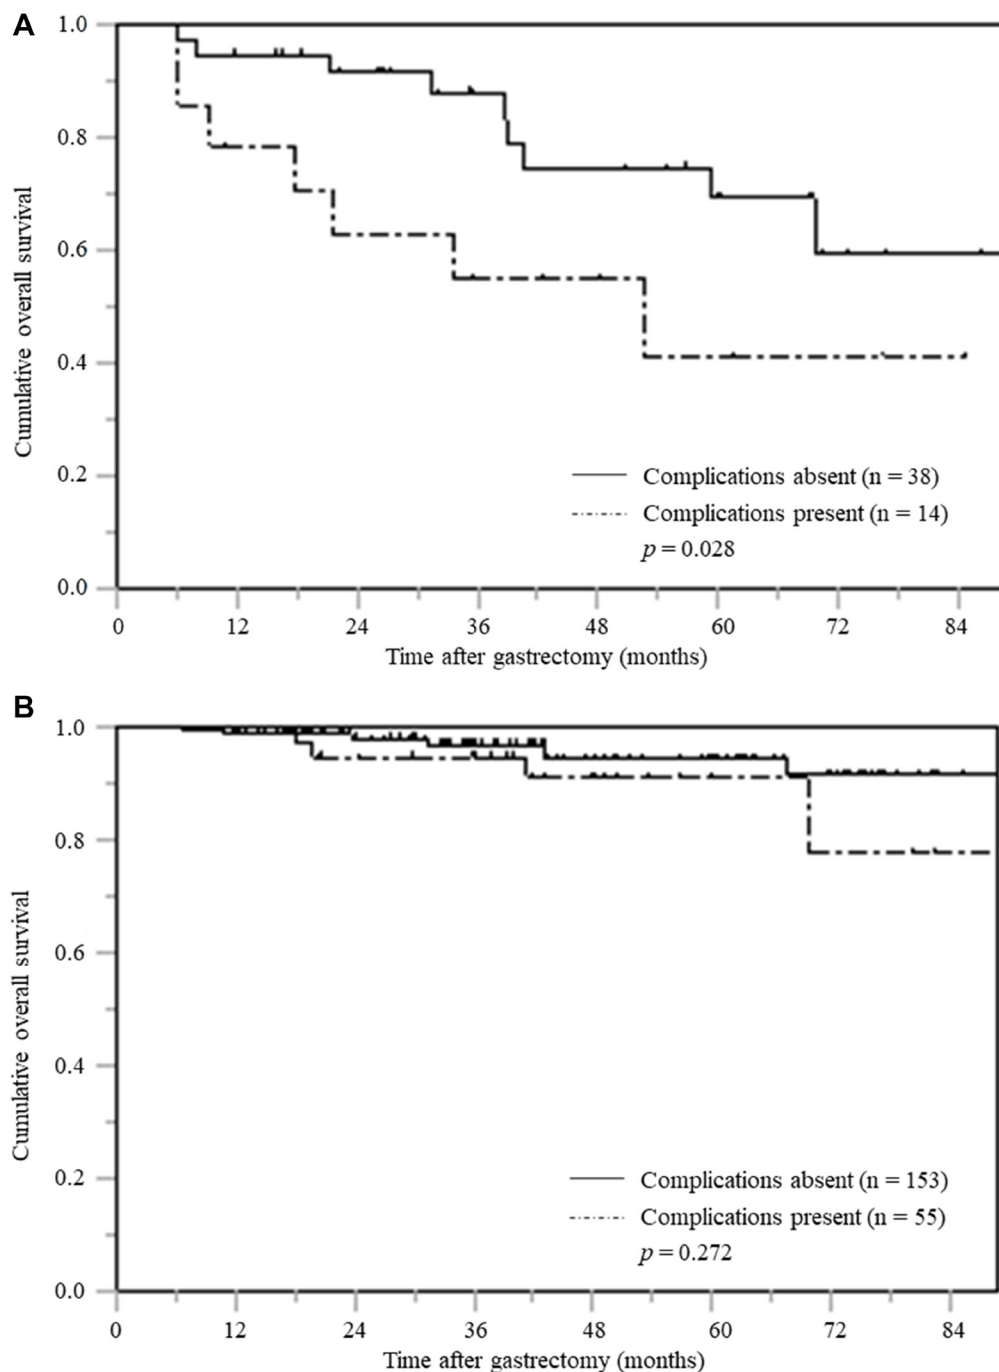 A
Cumulative overall survival
1.0
0.8
0.6
0.4
0.2
0.0
Complications absent (n = 38)
Complications present (n = 14)
p = 0.028
0 12 24 36 48 60 72 84
Time after gastrectomy (months)
B
Cumulative overall survival
1.0
0.8
0.6
0.4
0.2
0.0
Complications absent (n = 153)
Complications present (n = 55)
p = 0.272
0 12 24 36 48 60 72 84
Time after gastrectomy (months)